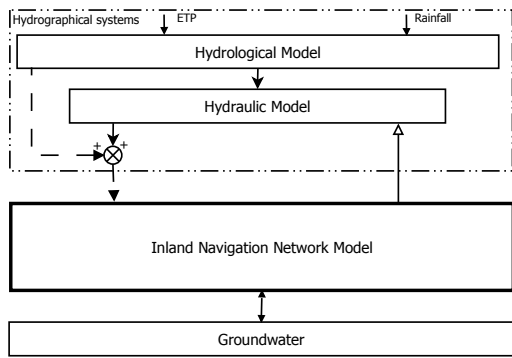 Hydrographical systems
ETP
Rainfall
Hydrological Model
Hydraulic Model
+
+
Inland Navigation Network Model
Groundwater